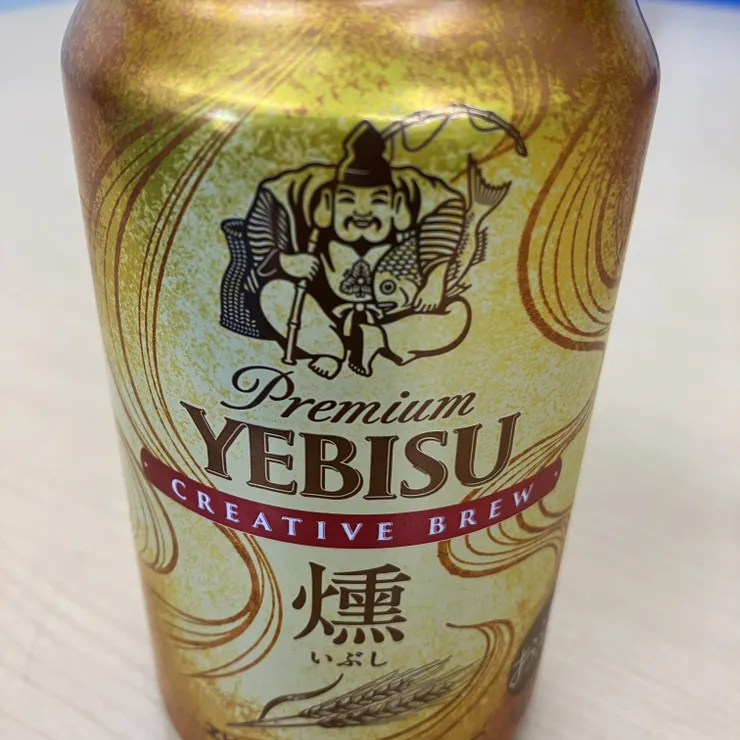 Premium
YEBISU
CREATIVE BREW
燻
いぶし